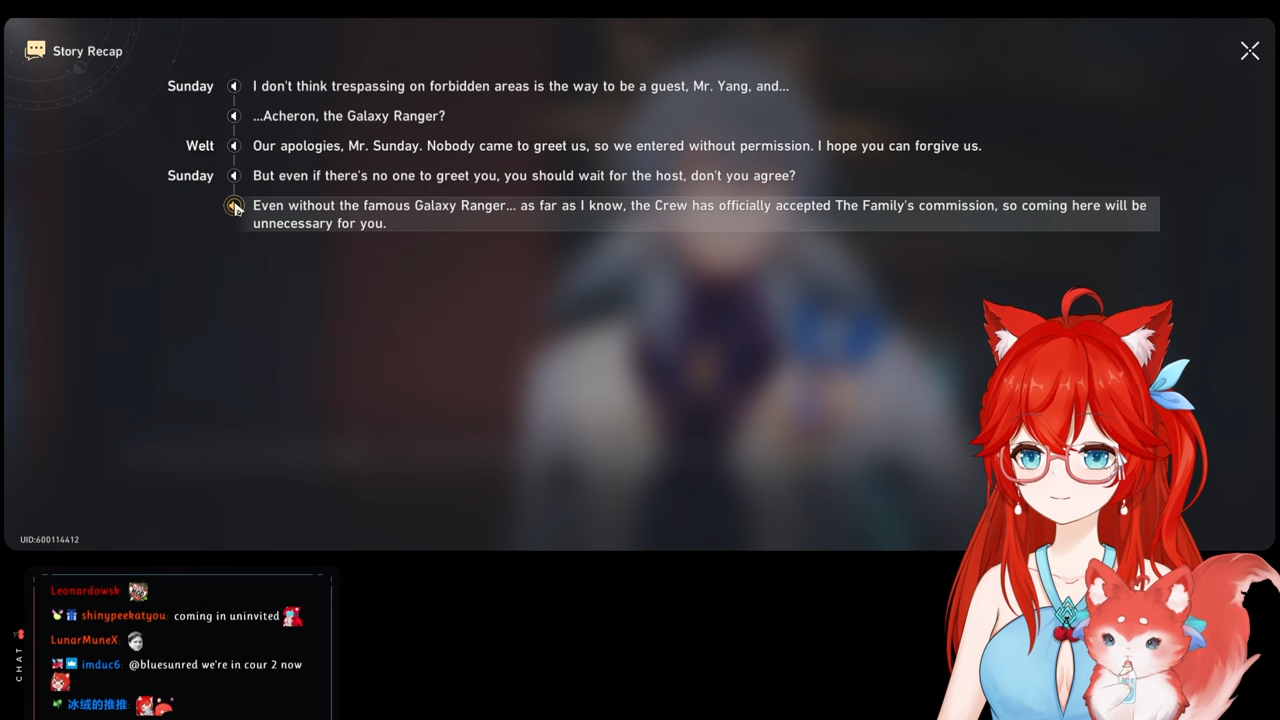 Story Recap
Sunday I don't think trespassing on forbidden areas is the way to be a guest, Mr. Yang, and...
...Acheron, the Galaxy Ranger?
Welt Our apologies, Mr. Sunday. Nobody came to greet us, so we entered without permission. I hope you can forgive us.
Sunday But even if there's no one to greet you, you should wait for the host, don't you agree?
Even without the famous Galaxy Ranger... as far as I know, the Crew has officially accepted The Family's commission, so coming here will be
unnecessary for you.
UID:600114412
CHAT
Leonardowsk:
shinypeekatyou: coming in uninvited
LunarMuneX:
imduc6: @bluesunred we're in cour 2 now
冰绒的推推: